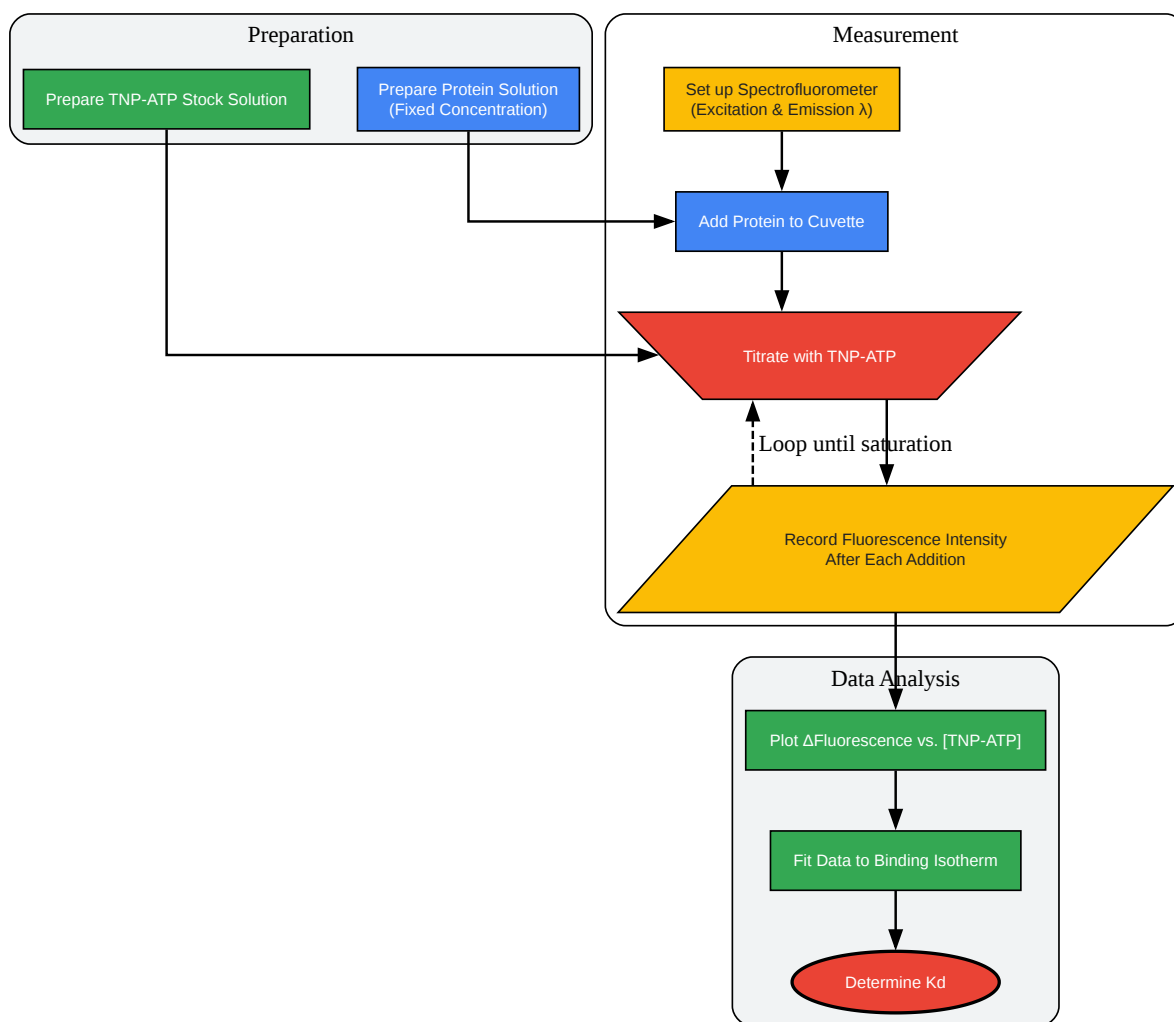 Preparation
Prepare TNP-ATP Stock Solution
Prepare Protein Solution
(Fixed Concentration)
Measurement
Set up Spectrofluorometer
(Excitation & Emission λ)
Add Protein to Cuvette
Titrate with TNP-ATP
Loop until saturation
Record Fluorescence Intensity
After Each Addition
Data Analysis
Plot ΔFluorescence vs. [TNP-ATP]
Fit Data to Binding Isotherm
Determine Kd